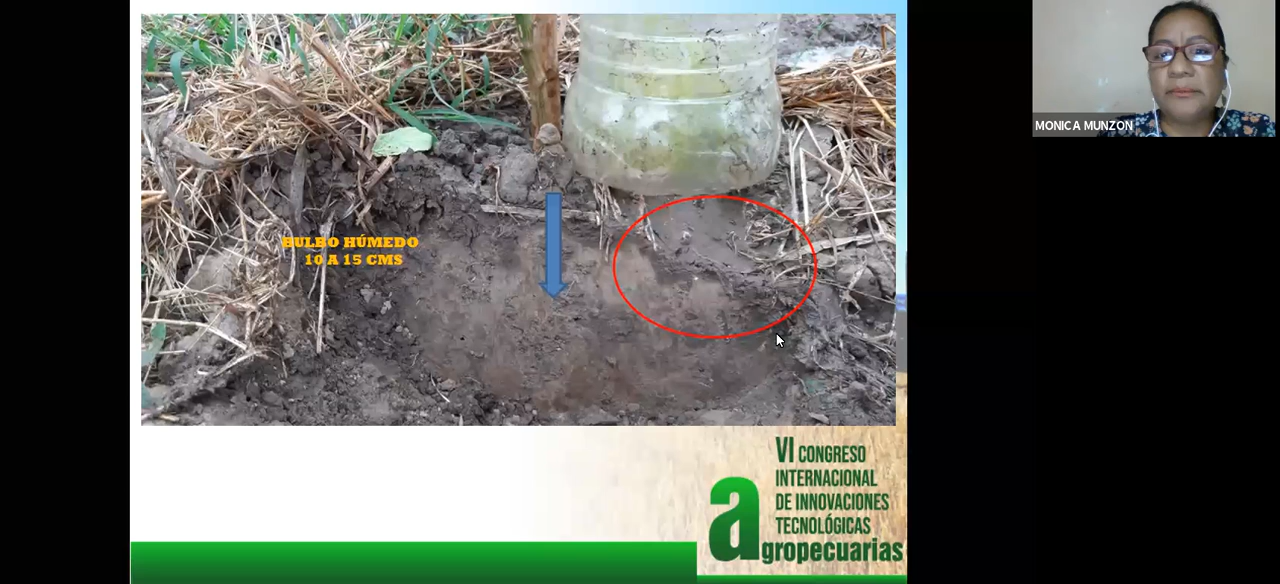 MONICA MUNZON
BULBO HÚMEDO
10 A 15 CMS
VI CONGRESO
INTERNACIONAL
DE INNOVACIONES
TECNOLÓGICAS
agropecuarias